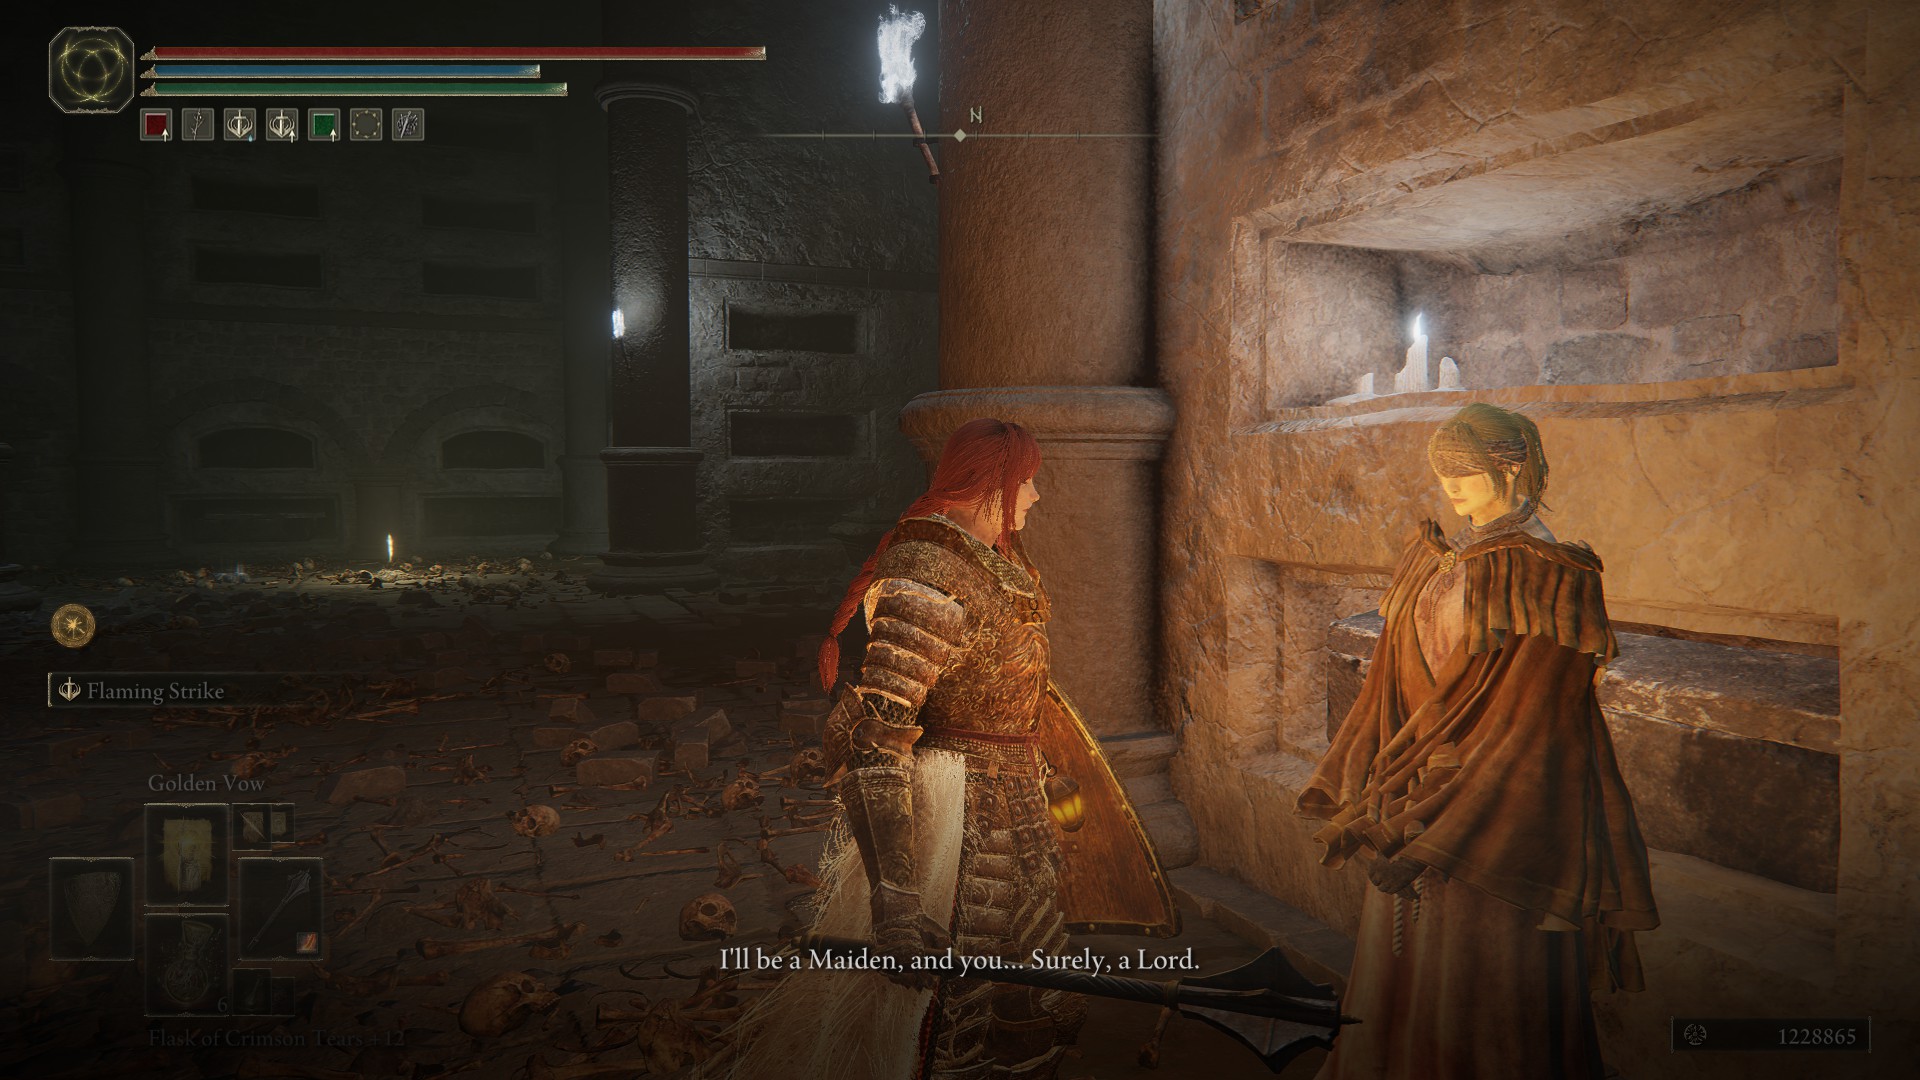 N
Flaming Strike
Golden Vow
6
Flask of Crimson Tears +12
I'll be a Maiden, and you... Surely, a Lord.
1228865